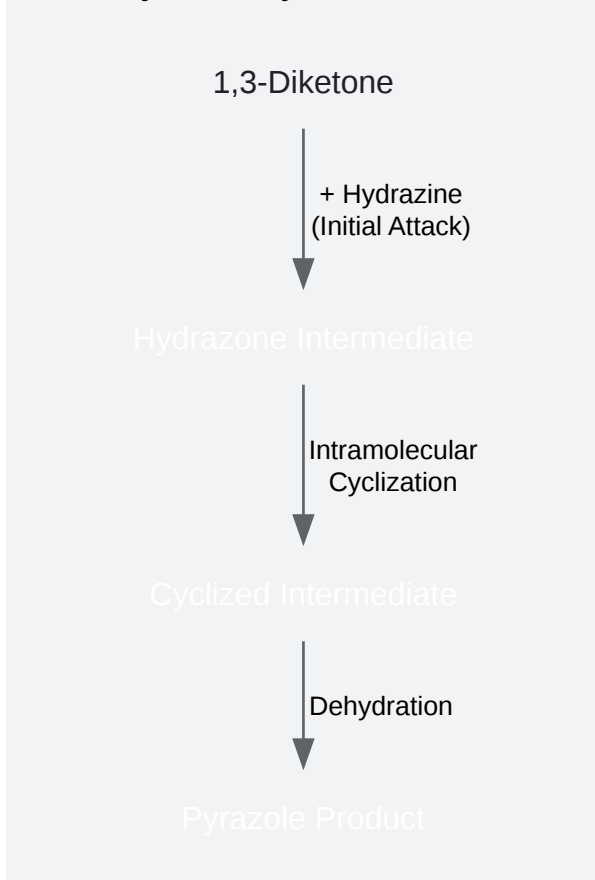 1,3-Diketone
+ Hydrazine
(Initial Attack)
Hydrazone Intermediate
Intramolecular
Cyclization
Cyclized Intermediate
Dehydration
Pyrazole Product